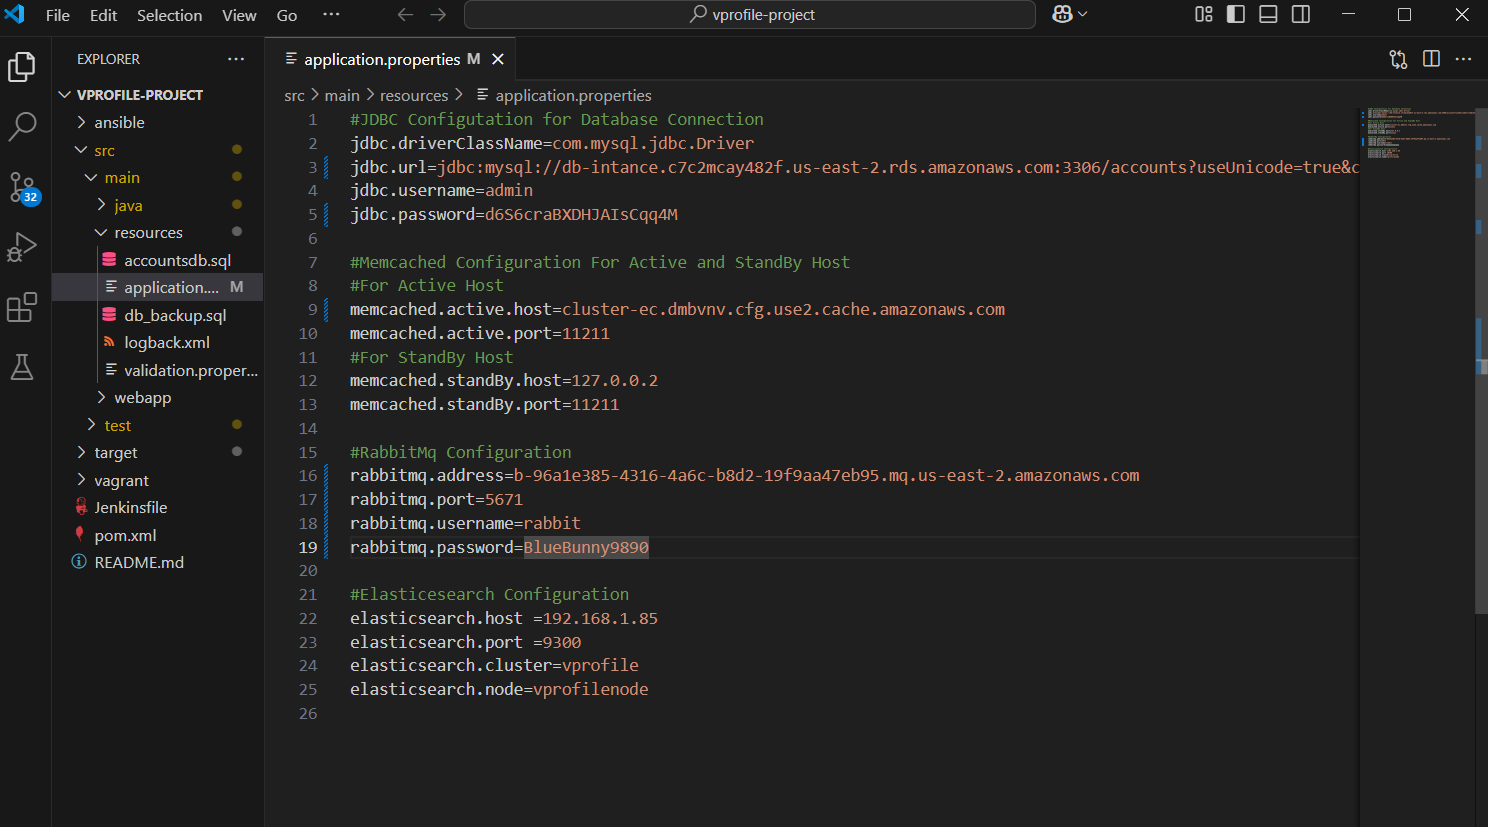 File Edit Selection View Go ··· vprofile-project
EXPLORER ···
VPROFILE-PROJECT
ansible
src
main
java
resources
accountsdb.sql
application.... M
db_backup.sql
logback.xml
validation.proper...
webapp
test
target
vagrant
Jenkinsfile
pom.xml
README.md
32
application.properties M
src > main > resources > application.properties
1 #JDBC Configutation for Database Connection
2 jdbc.driverClassName=com.mysql.jdbc.Driver
3 jdbc.url=jdbc:mysql://db-intance.c7c2mcay482f.us-east-2.rds.amazonaws.com:3306/accounts?useUnicode=true&c
4 jdbc.username=admin
5 jdbc.password=d6S6craBXDHJAIsCqq4M
6
7 #Memcached Configuration For Active and StandBy Host
8 #For Active Host
9 memcached.active.host=cluster-ec.dmbvnv.cfg.use2.cache.amazonaws.com
10 memcached.active.port=11211
11 #For StandBy Host
12 memcached.standBy.host=127.0.0.2
13 memcached.standBy.port=11211
14
15 #RabbitMq Configuration
16 rabbitmq.address=b-96a1e385-4316-4a6c-b8d2-19f9aa47eb95.mq.us-east-2.amazonaws.com
17 rabbitmq.port=5671
18 rabbitmq.username=rabbit
19 rabbitmq.password=BlueBunny9890
20
21 #Elasticesearch Configuration
22 elasticsearch.host =192.168.1.85
23 elasticsearch.port =9300
24 elasticsearch.cluster=vprofile
25 elasticsearch.node=vprofilenode
26